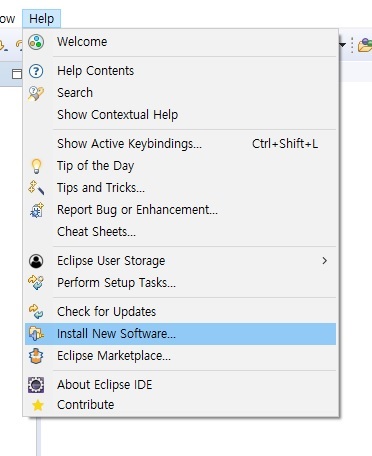 ow Help
Welcome
Help Contents
Search
Show Contextual Help
Show Active Keybindings... Ctrl+Shift+L
Tip of the Day
Tips and Tricks...
Report Bug or Enhancement...
Cheat Sheets...
Eclipse User Storage
Perform Setup Tasks...
Check for Updates
Install New Software...
Eclipse Marketplace...
About Eclipse IDE
Contribute